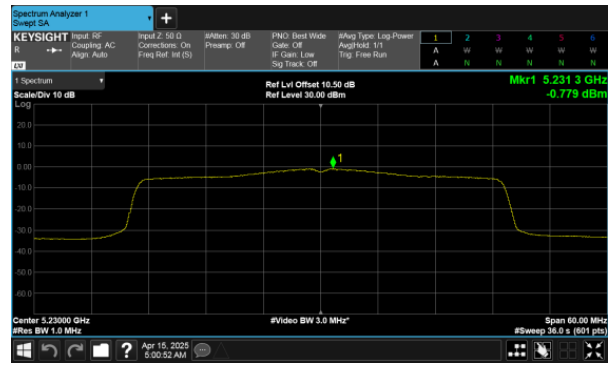 Spectrum Analyzer 1
Swept SA
+
KEYSIGHT
R
LXI
Input: RF
Coupling: AC
Align: Auto
Input Z: 50 Ω
Corrections: On
Freq Ref: Int (S)
#Atten: 30 dB
Preamp: Off
PNO: Best Wide
Gate: Off
IF Gain: Low
Sig Track: Off
#Avg Type: Log-Power
Avg|Hold: 1/1
Trig: Free Run
1 2 3 4 5 6
A W W W W W
A N N N N N
1 Spectrum
Scale/Div 10 dB
Log
Ref Lvl Offset 10.50 dB
Ref Level 30.00 dBm
Mkr1 5.231 3 GHz
-0.779 dBm
20.0
10.0
0.00
-10.0
-20.0
-30.0
-40.0
-50.0
-60.0
1
Center 5.23000 GHz
#Res BW 1.0 MHz
#Video BW 3.0 MHz*
Span 60.00 MHz
#Sweep 36.0 s (601 pts)
?
Apr 15, 2025
5:00:52 AM